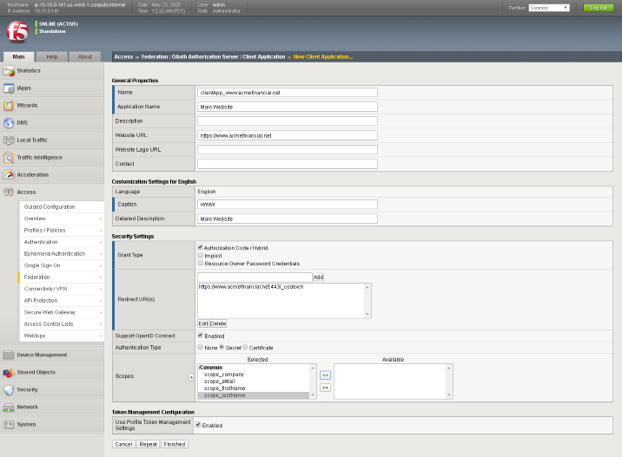 Hostname ip-10-10-0-141.us-west-1.compute.internal Date May 23, 2020 User admin
IP Address 10.10.0.141 Time 1:2:32 AM (PDT) Role Administrator
Partition: Common Log out
f5
ONLINE (ACTIVE)
Standalone
Main Help About
Access » Federation : OAuth Authorization Server : Client Application » New Client Application...
Statistics
iApps
Wizards
DNS
Local Traffic
Traffic Intelligence
Acceleration
Access
Guided Configuration
Overview
Profiles / Policies
Authentication
Ephemeral Authentication
Single Sign-On
Federation
Connectivity / VPN
API Protection
Secure Web Gateway
Access Control Lists
Webtops
Device Management
Shared Objects
Security
Network
System
General Properties
Name clientApp_www.acmefinancial.net
Application Name Main Website
Description
Website URL https://www.acmefinancial.net
Website Logo URL
Contact
Customization Settings for English
Language English
Caption WWW
Detailed Description Main Website
Security Settings
Grant Type
Authorization Code / Hybrid
Implicit
Resource Owner Password Credentials
Redirect URI(s)
Add
https://www.acmefinancial.net:443/_codexch
Edit Delete
Support OpenID Connect Enabled
Authentication Type None Secret Certificate
Scopes
Selected Available
/Common
scope_company
scope_eMail
scope_firstName
scope_lastName
<<
>>
Token Management Configuration
Use Profile Token Management Settings Enabled
Cancel Repeat Finished